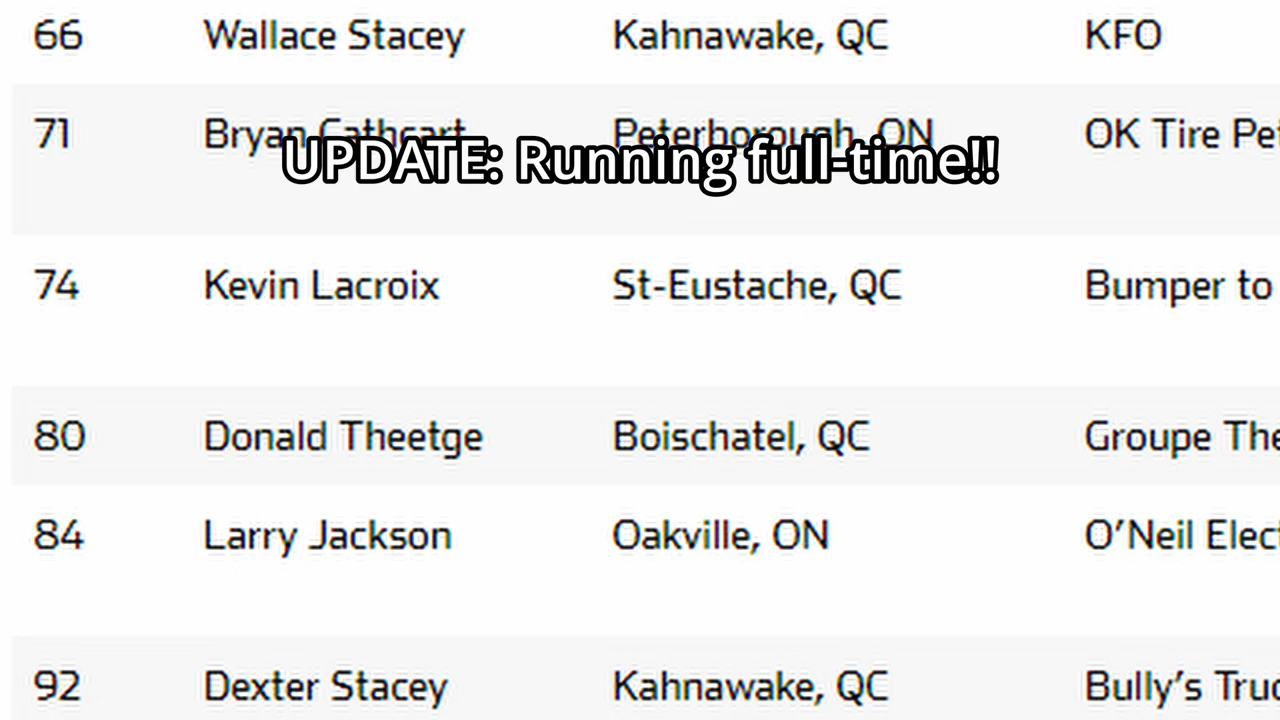 66 Wallace Stacey Kahnawake, QC KFO
71 Bryan Cathcart Peterborough, ON OK Tire Pet
UPDATE: Running full-time!!
74 Kevin Lacroix St-Eustache, QC Bumper to
80 Donald Theetge Boischatel, QC Groupe The
84 Larry Jackson Oakville, ON O’Neil Elect
92 Dexter Stacey Kahnawake, QC Bully’s Truc